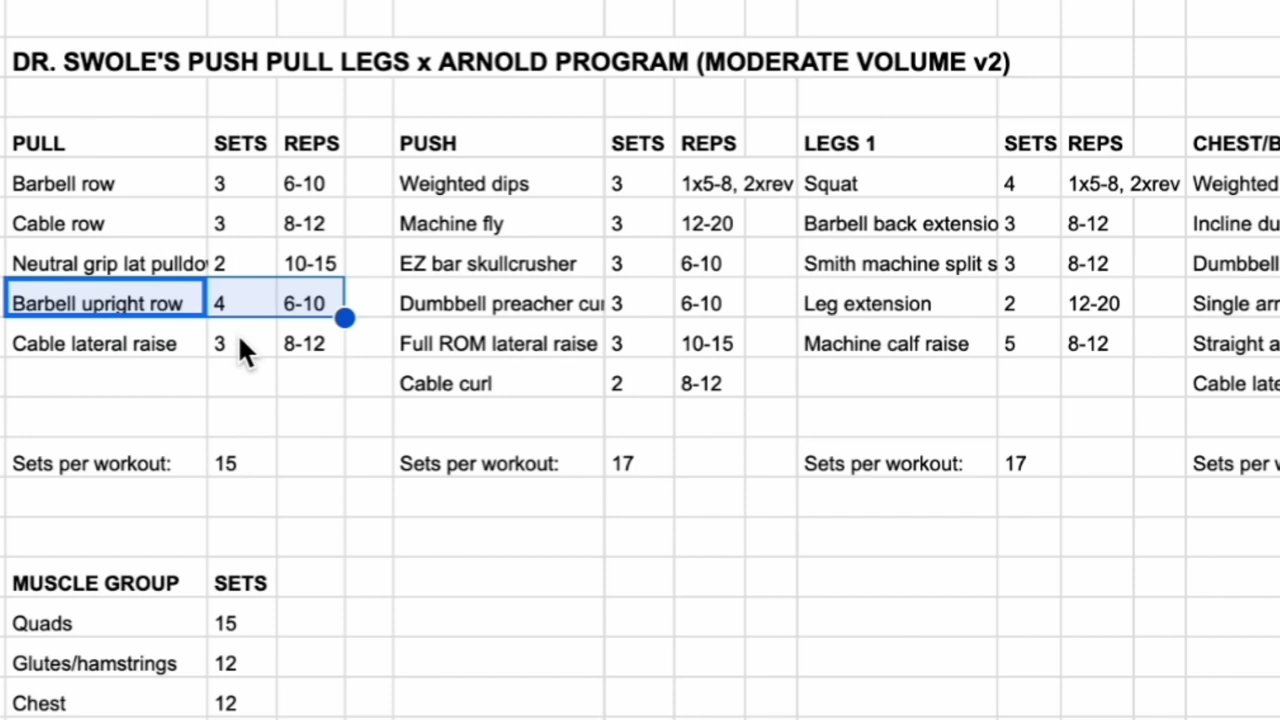 DR. SWOLE'S PUSH PULL LEGS x ARNOLD PROGRAM (MODERATE VOLUME v2)
PULL SETS REPS PUSH SETS REPS LEGS 1 SETS REPS CHEST/B
Barbell row 3 6-10 Weighted dips 3 1x5-8, 2xrev Squat 4 1x5-8, 2xrev Weighted
Cable row 3 8-12 Machine fly 3 12-20 Barbell back extensio 3 8-12 Incline du
Neutral grip lat pulldo 2 10-15 EZ bar skullcrusher 3 6-10 Smith machine split s 3 8-12 Dumbbell
Barbell upright row 4 6-10 Dumbbell preacher cur 3 6-10 Leg extension 2 12-20 Single arm
Cable lateral raise 3 8-12 Full ROM lateral raise 3 10-15 Machine calf raise 5 8-12 Straight a
Cable curl 2 8-12 Cable late
Sets per workout: 15 Sets per workout: 17 Sets per workout: 17 Sets per w
MUSCLE GROUP SETS
Quads 15
Glutes/hamstrings 12
Chest 12